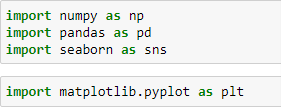 import numpy as np
import pandas as pd
import seaborn as sns
import matplotlib.pyplot as plt